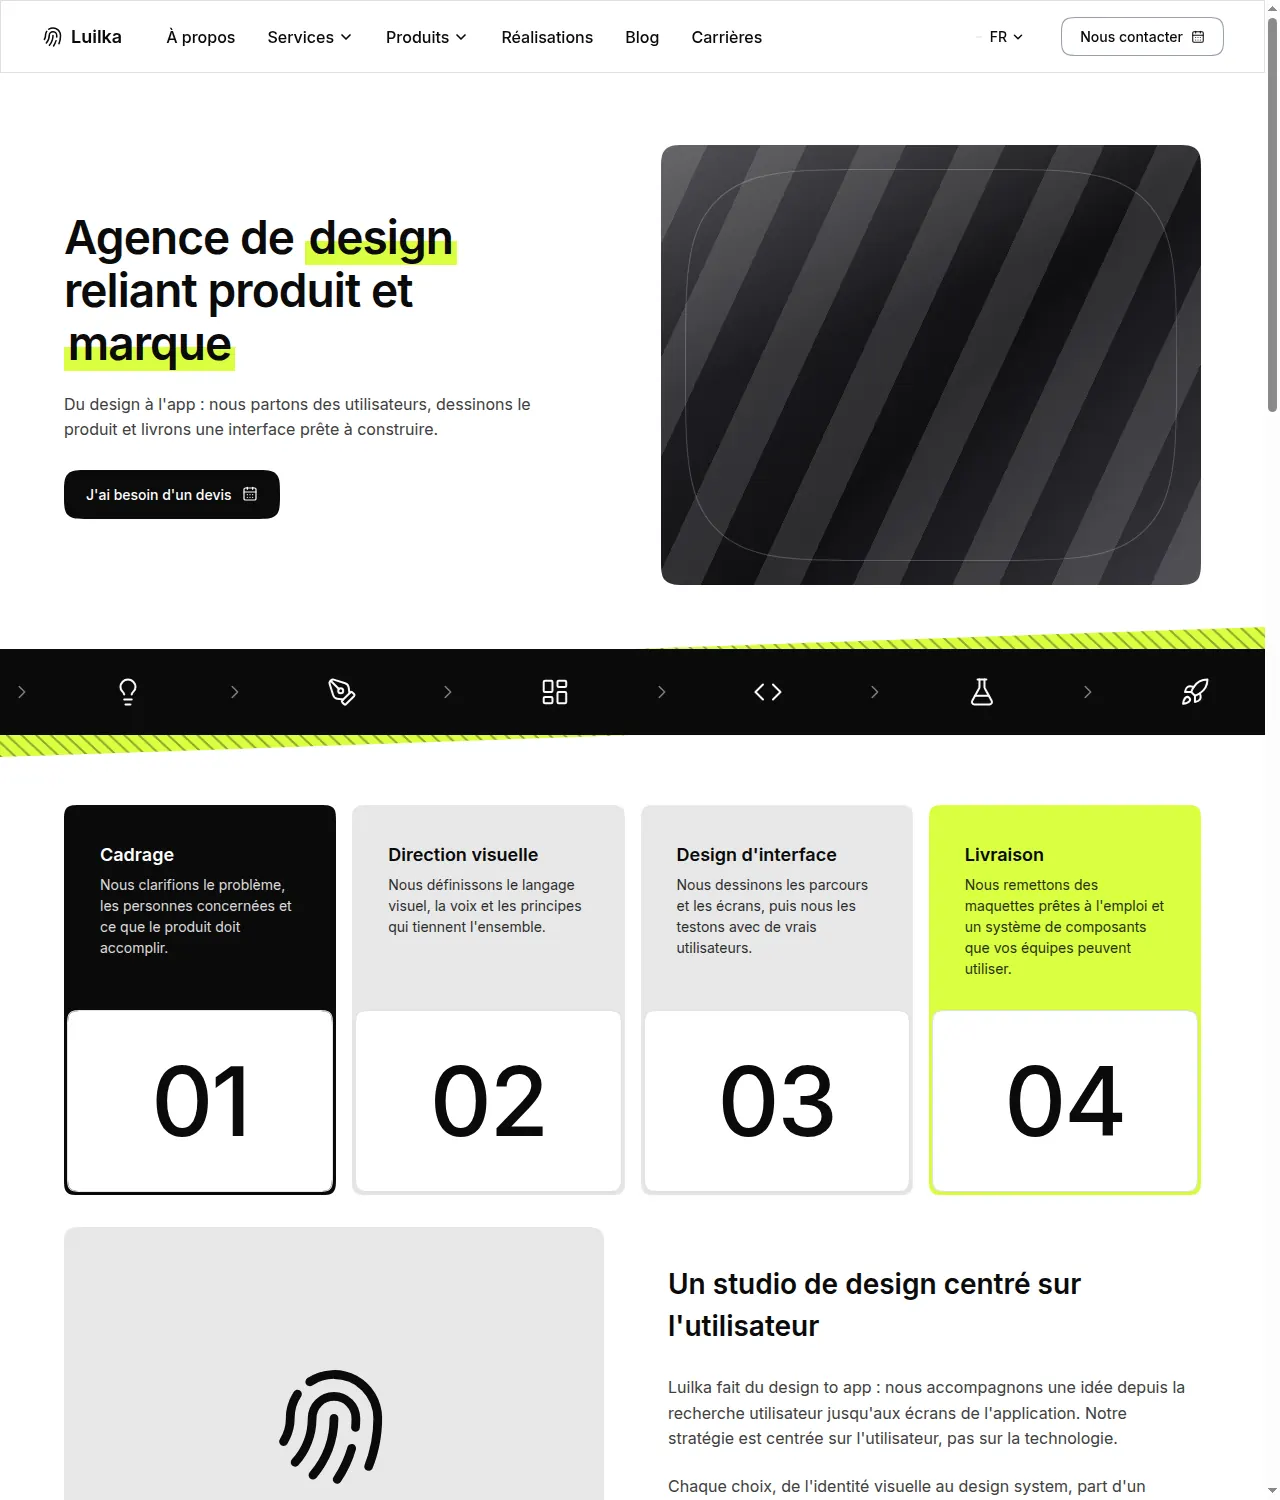 Luilka
À propos
Services
Produits
Réalisations
Blog
Carrières
FR
Nous contacter
Agence de design
reliant produit et
marque
Du design à l'app : nous partons des utilisateurs, dessinons le
produit et livrons une interface prête à construire.
J'ai besoin d'un devis
Cadrage
Nous clarifions le problème,
les personnes concernées et
ce que le produit doit
accomplir.
01
Direction visuelle
Nous définissons le langage
visuel, la voix et les principes
qui tiennent l'ensemble.
02
Design d'interface
Nous dessinons les parcours
et les écrans, puis nous les
testons avec de vrais
utilisateurs.
03
Livraison
Nous remettons des
maquettes prêtes à l'emploi et
un système de composants
que vos équipes peuvent
utiliser.
04
Un studio de design centré sur
l'utilisateur
Luilka fait du design to app : nous accompagnons une idée depuis la
recherche utilisateur jusqu'aux écrans de l'application. Notre
stratégie est centrée sur l'utilisateur, pas sur la technologie.
Chaque choix, de l'identité visuelle au design system, part d'un